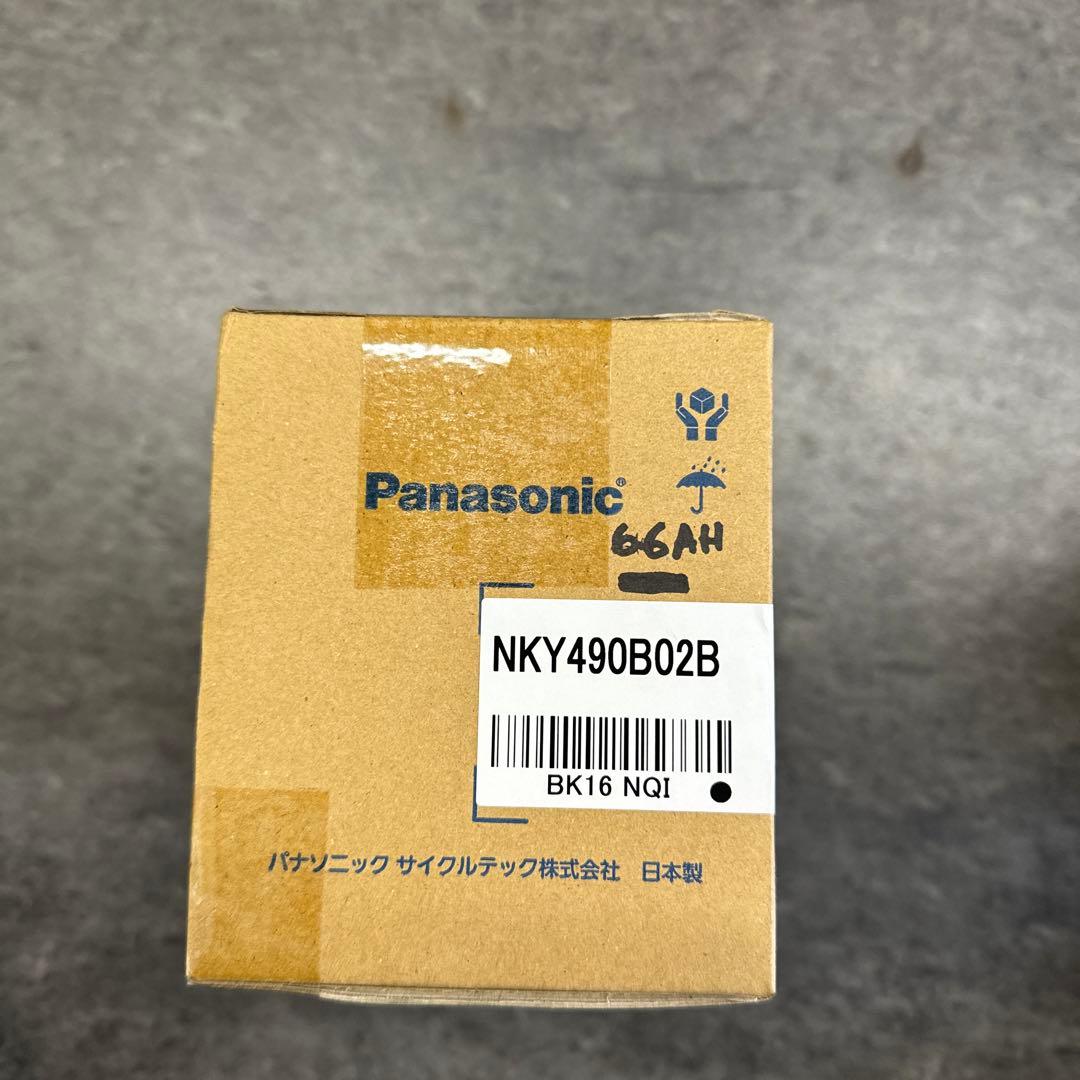 Panasonic®
6.6AH
NKY490B02B
BK16 NQI
パナソニック サイクルテック株式会社 日本製